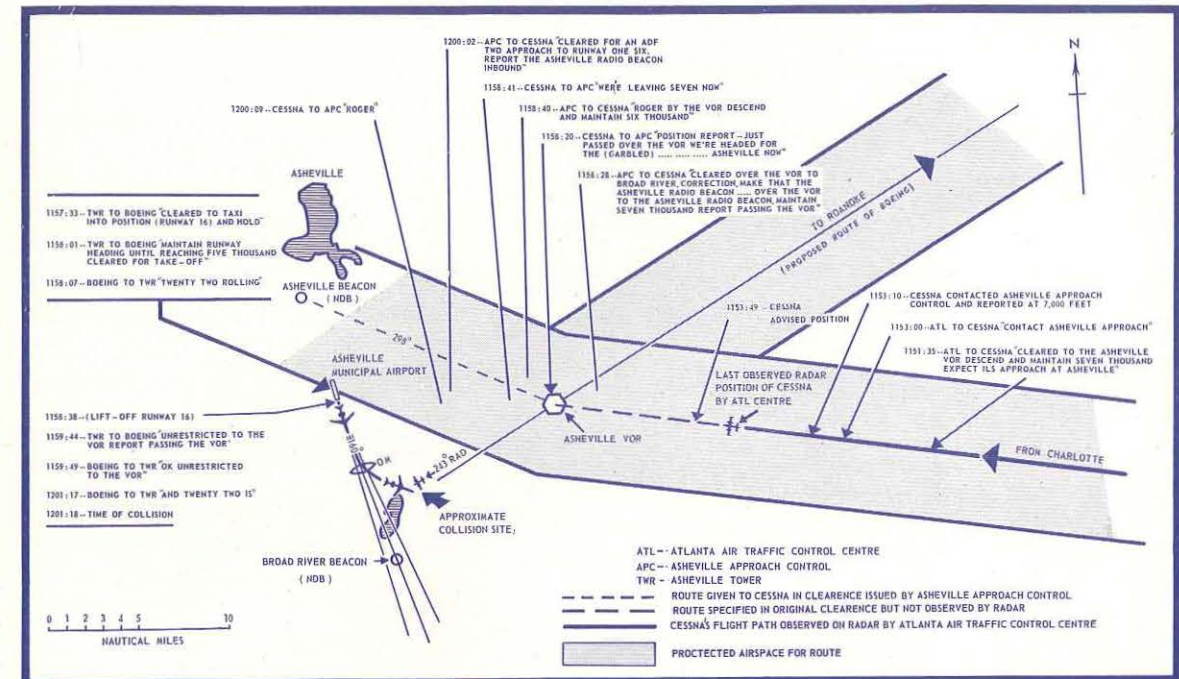 1200:02--APC TO CESSNA "CLEARED FOR AN ADF
TWO APPROACH TO RUNWAY ONE SIX,
REPORT THE ASHEVILLE RADIO BEACON
INBOUND"
1158:41--CESSNA TO APC "WERE LEAVING SEVEN NOW"
1200:09--CESSNA TO APC "ROGER"
1158:40--APC TO CESSNA "ROGER BY THE VOR DESCEND
AND MAINTAIN SIX THOUSAND"
1158:20--CESSNA TO APC "POSITION REPORT--JUST
PASSED OVER THE VOR WE'RE HEADED FOR
THE (GARBLED) ..... ..... ..... ASHEVILLE NOW"
1156:28--APC TO CESSNA "CLEARED OVER THE VOR TO
BROAD RIVER, CORRECTION, MAKE THAT THE
ASHEVILLE RADIO BEACON ..... OVER THE VOR
TO THE ASHEVILLE RADIO BEACON, MAINTAIN
SEVEN THOUSAND REPORT PASSING THE VOR"
N
ASHEVILLE
1157:33--TWR TO BOEING "CLEARED TO TAXI
INTO POSITION (RUNWAY 16) AND HOLD"
1158:01--TWR TO BOEING "MAINTAIN RUNWAY
HEADING UNTIL REACHING FIVE THOUSAND
CLEARED FOR TAKE-OFF"
1158:07--BOEING TO TWR "TWENTY TWO ROLLING"
ASHEVILLE BEACON
(NDB)
TO ROANOKE
(PROPOSED ROUTE OF BOEING)
298°
1153:49--CESSNA
ADVISED POSITION
1153:10--CESSNA CONTACTED ASHEVILLE APPROACH
CONTROL AND REPORTED AT 7,000 FEET
1153:00--ATL TO CESSNA "CONTACT ASHEVILLE APPROACH"
1151:35--ATL TO CESSNA "CLEARED TO THE ASHEVILLE
VOR DESCEND AND MAINTAIN SEVEN THOUSAND
EXPECT ILS APPROACH AT ASHEVILLE"
ASHEVILLE
MUNICIPAL AIRPORT
LAST OBSERVED RADAR
POSITION OF CESSNA
BY ATL CENTRE
ASHEVILLE VOR
FROM CHARLOTTE
1158:38--(LIFT-OFF RUNWAY 16)
1159:44--TWR TO BOEING "UNRESTRICTED TO THE
VOR REPORT PASSING THE VOR"
1159:49--BOEING TO TWR "OK UNRESTRICTED
TO THE VOR"
1201:17--BOEING TO TWR "AND TWENTY TWO IS"
1201:18--TIME OF COLLISION
160°
OM
243° RAD
APPROXIMATE
COLLISION SITE
BROAD RIVER BEACON
(NDB)
0 1 2 3 4 5 10
NAUTICAL MILES
ATL--ATLANTA AIR TRAFFIC CONTROL CENTRE
APC--ASHEVILLE APPROACH CONTROL
TWR--ASHEVILLE TOWER
ROUTE GIVEN TO CESSNA IN CLEARENCE ISSUED BY ASHEVILLE APPROACH CONTROL
ROUTE SPECIFIED IN ORIGINAL CLEARENCE BUT NOT OBSERVED BY RADAR
CESSNA'S FLIGHT PATH OBSERVED ON RADAR BY ATLANTA AIR TRAFFIC CONTROL CENTRE
PROCTECTED AIRSPACE FOR ROUTE